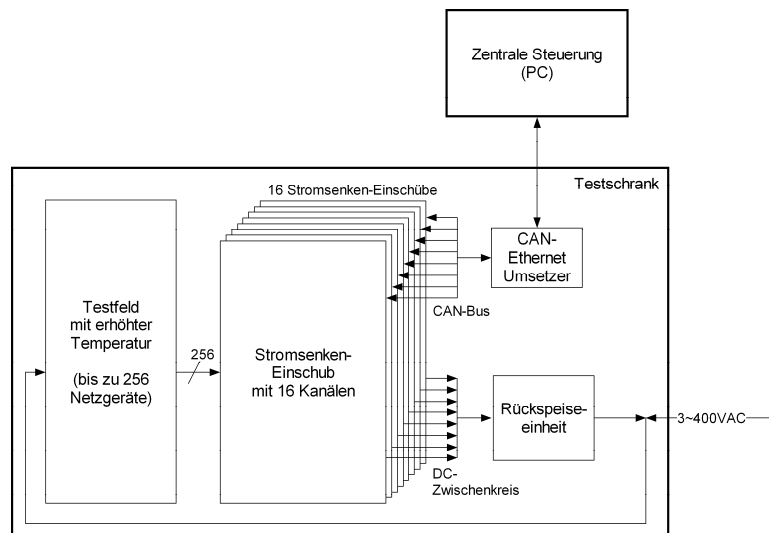 Zentrale Steuerung
(PC)
Testschrank
16 Stromsenken-Einschübe
CAN-
Ethernet
Umsetzer
CAN-Bus
Testfeld
mit erhöhter
Temperatur
(bis zu 256
Netzgeräte)
256
Stromsenken-
Einschub
mit 16 Kanälen
Rückspeise-
einheit
3~400VAC
DC-
Zwischenkreis